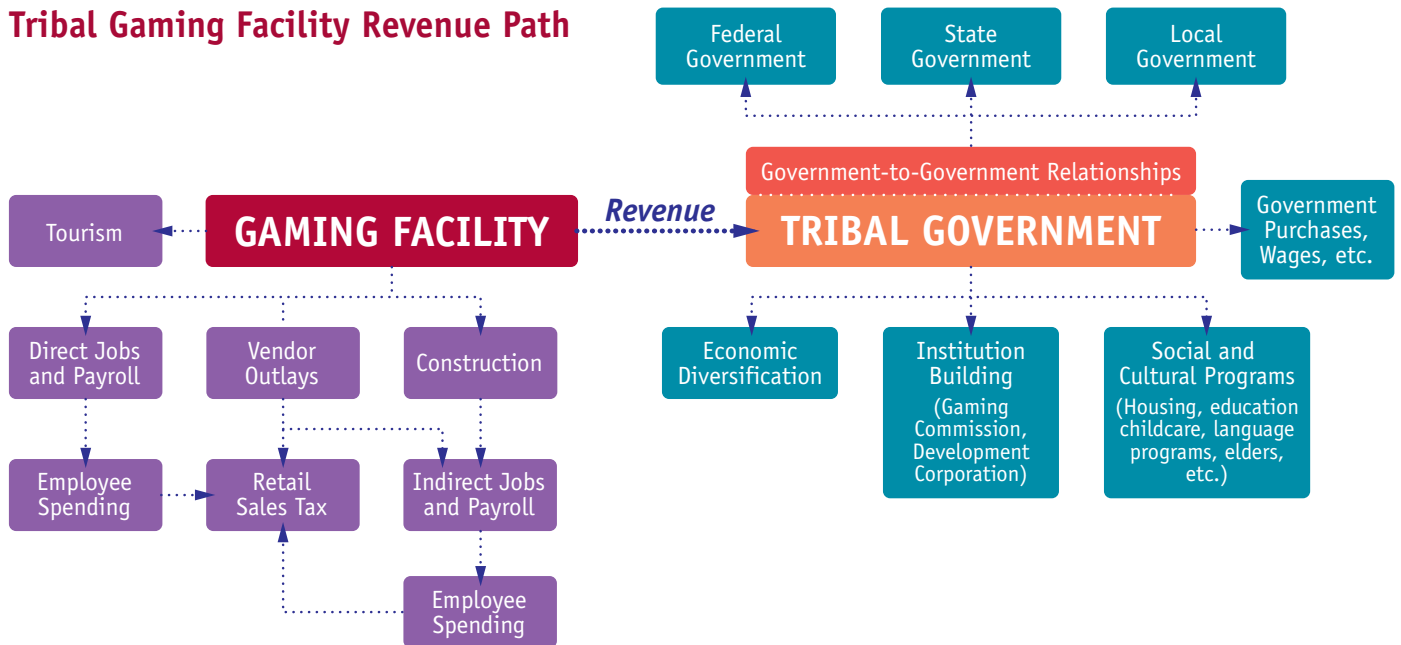 Tribal Gaming Facility Revenue Path
Federal
Government
State
Government
Local
Government
Government-to-Government Relationships
Tourism
GAMING FACILITY
Revenue
TRIBAL GOVERNMENT
Government
Purchases,
Wages, etc.
Direct Jobs
and Payroll
Vendor
Outlays
Construction
Economic
Diversification
Institution
Building
(Gaming
Commission,
Development
Corporation)
Social and
Cultural Programs
(Housing, education
childcare, language
programs, elders,
etc.)
Employee
Spending
Retail
Sales Tax
Indirect Jobs
and Payroll
Employee
Spending